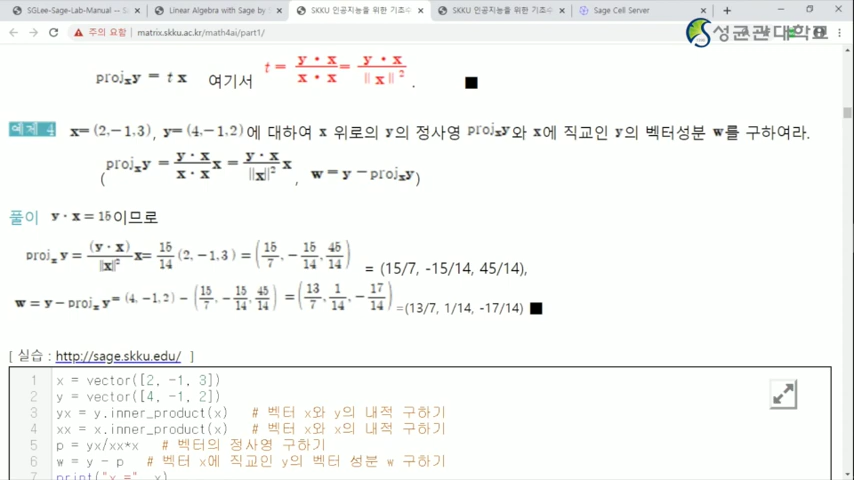 SGLee-Sage-Lab-Manual — 성
Linear Algebra with Sage by S
SKKU 인공지능을 위한 기초수
SKKU 인공지능을 위한 기초수
Sage Cell Server
주의 요함 | matrix.skku.ac.kr/math4ai/part1/
성균관대학교
proj_x y = t x 여기서 t = y · x / x · x = y · x / ||x||² . ■
예제 4 x=(2,−1,3), y=(4,−1,2)에 대하여 x 위로의 y의 정사영 proj_x y와 x에 직교인 y의 벡터성분 w를 구하여라.
(proj_x y = y · x / x · x x = y · x / ||x||² x, w = y − proj_x y)
풀이 y · x = 15이므로
proj_x y = (y · x) / ||x||² x = 15/14 (2,−1,3) = (15/7, −15/14, 45/14) = (15/7, -15/14, 45/14),
w = y − proj_x y = (4,−1,2) − (15/7, −15/14, 45/14) = (13/7, 1/14, −17/14) =(13/7, 1/14, -17/14) ■
[ 실습 : http://sage.skku.edu/ ]
1 x = vector([2, -1, 3])
2 y = vector([4, -1, 2])
3 yx = y.inner_product(x) # 벡터 x와 y의 내적 구하기
4 xx = x.inner_product(x) # 벡터 x와 x의 내적 구하기
5 p = yx/xx*x # 벡터의 정사영 구하기
6 w = y - p # 벡터 x에 직교인 y의 벡터 성분 w 구하기
7 print("x =", x)